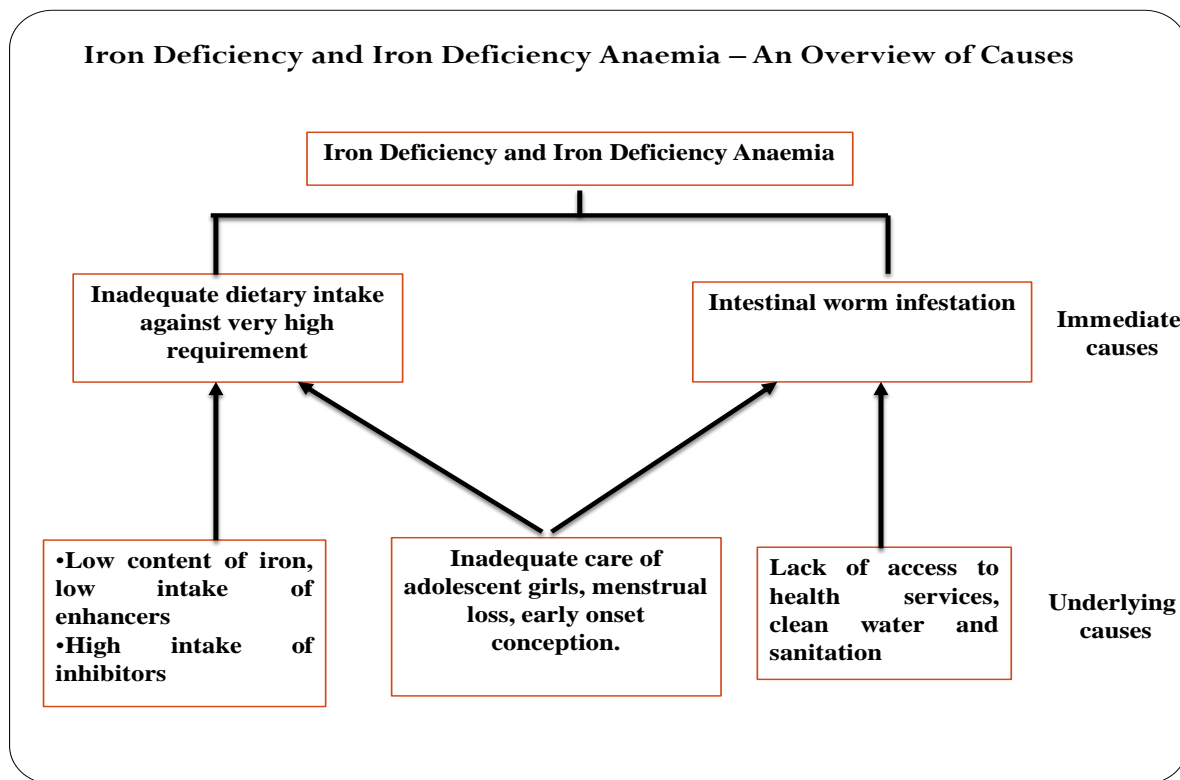 Iron Deficiency and Iron Deficiency Anaemia – An Overview of Causes
Iron Deficiency and Iron Deficiency Anaemia
Inadequate dietary intake
against very high
requirement
Intestinal worm infestation
Immediate
causes
•Low content of iron,
low intake of
enhancers
•High intake of
inhibitors
Inadequate care of
adolescent girls, menstrual
loss, early onset
conception.
Lack of access to
health services,
clean water and
sanitation
Underlying
causes